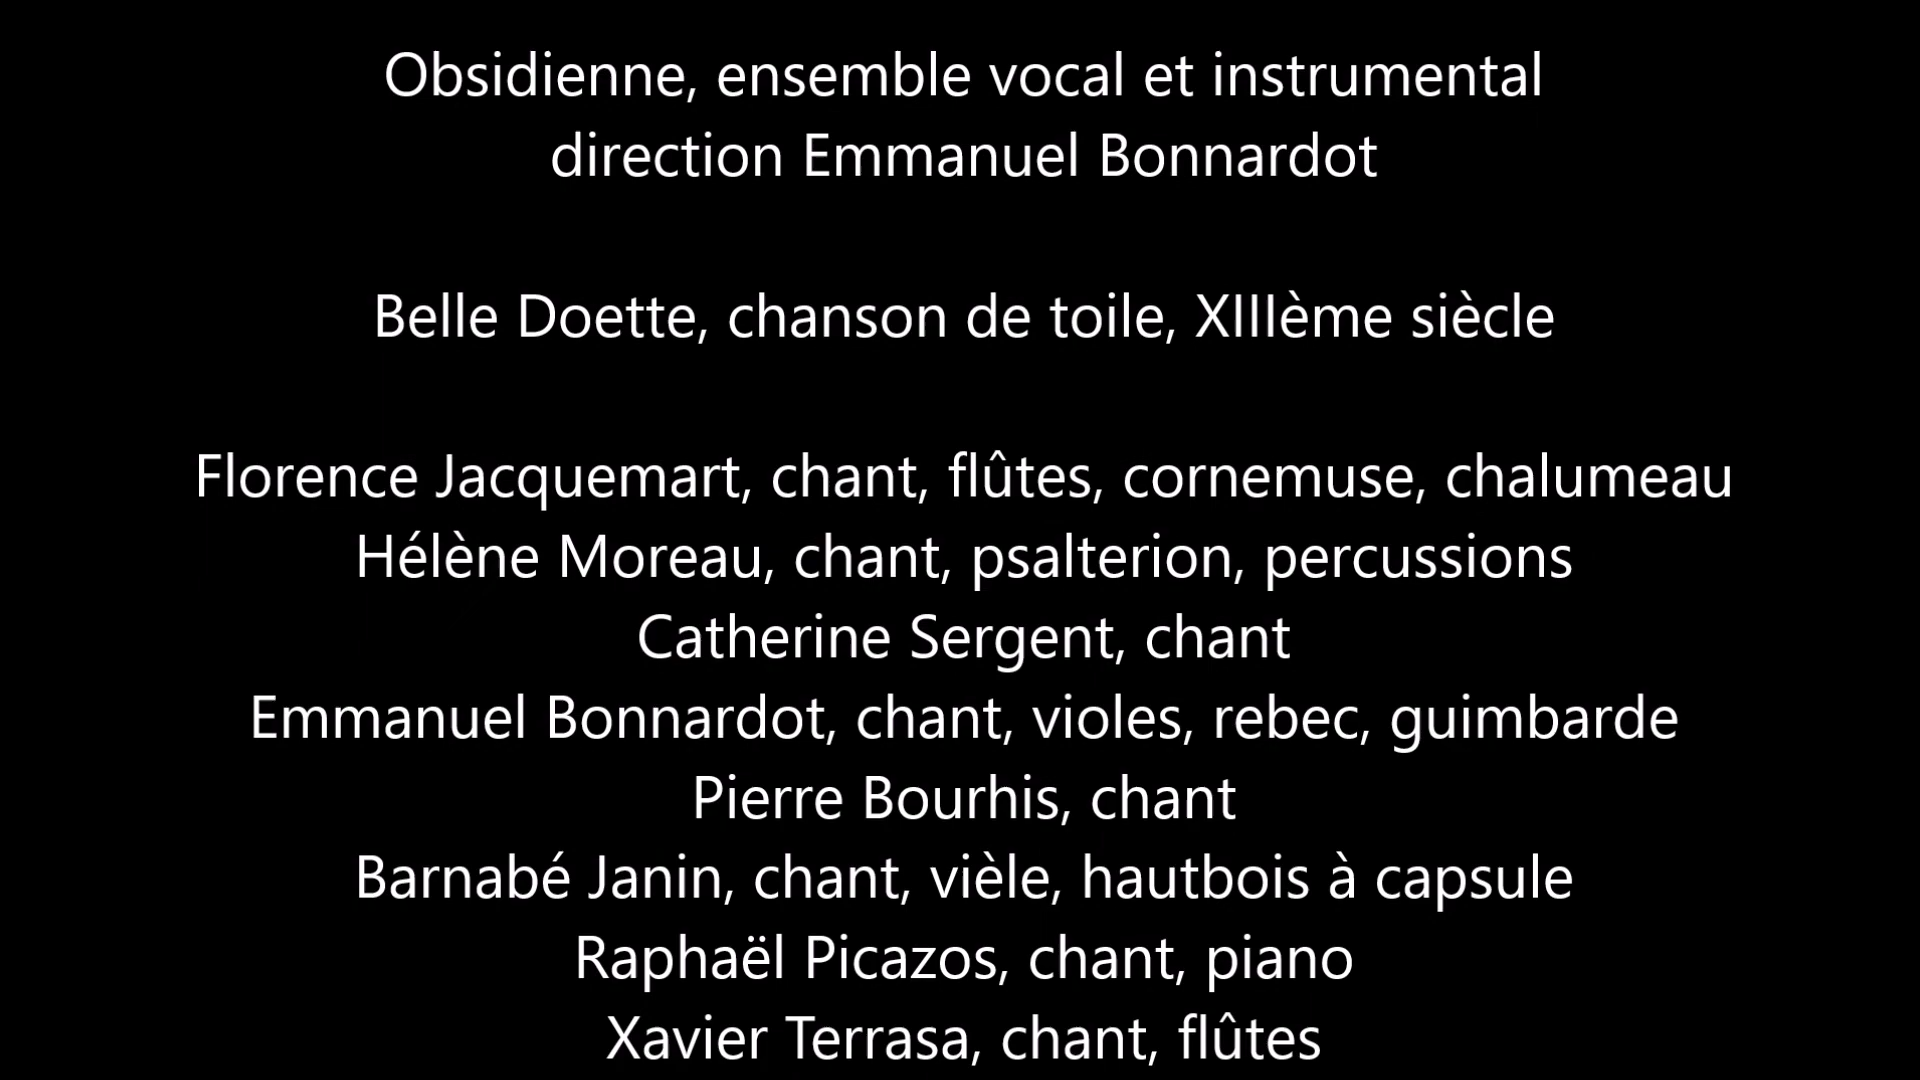 Obsidienne, ensemble vocal et instrumental
direction Emmanuel Bonnardot
Belle Doette, chanson de toile, XIIIème siècle
Florence Jacquemart, chant, flûtes, cornemuse, chalumeau
Hélène Moreau, chant, psalterion, percussions
Catherine Sergent, chant
Emmanuel Bonnardot, chant, violes, rebec, guimbarde
Pierre Bourhis, chant
Barnabé Janin, chant, vièle, hautbois à capsule
Raphaël Picazos, chant, piano
Xavier Terrasa, chant, flûtes